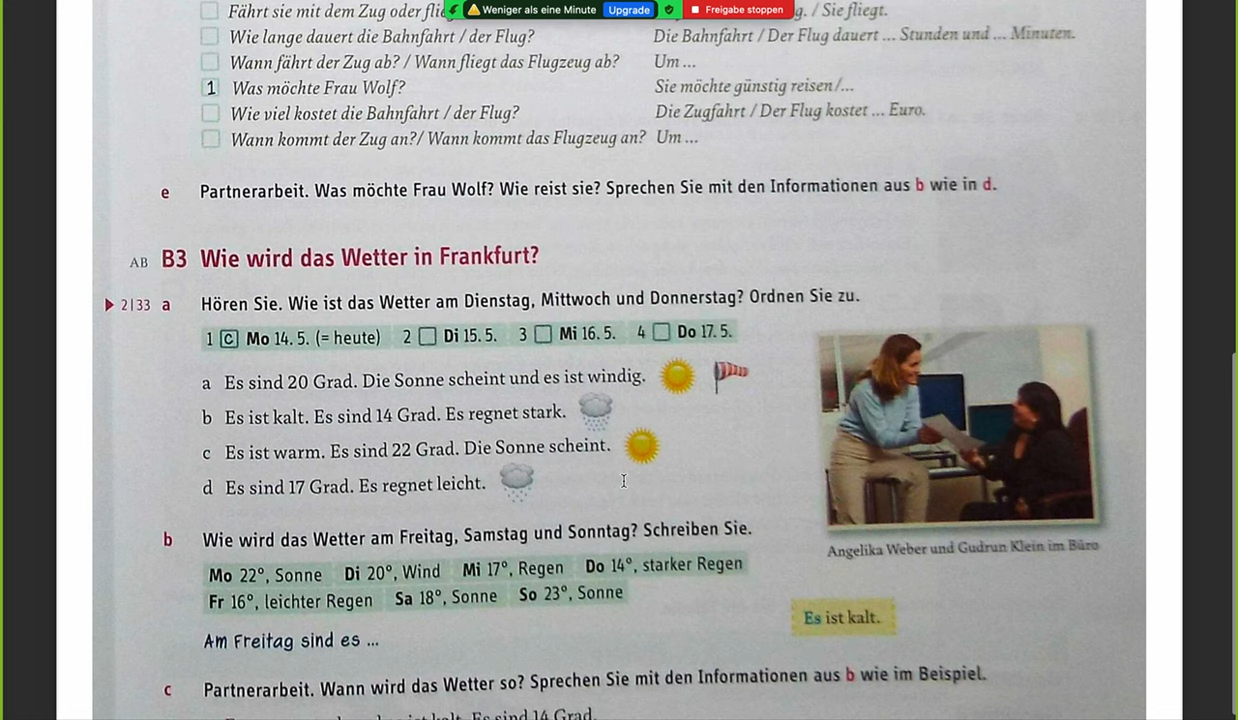 Fährt sie mit dem Zug oder flie
g. / Sie fliegt.
Weniger als eine Minute Upgrade Freigabe stoppen
Wie lange dauert die Bahnfahrt / der Flug? Die Bahnfahrt / Der Flug dauert ... Stunden und ... Minuten.
Wann fährt der Zug ab? / Wann fliegt das Flugzeug ab? Um ...
1 Was möchte Frau Wolf? Sie möchte günstig reisen/...
Wie viel kostet die Bahnfahrt / der Flug? Die Zugfahrt / Der Flug kostet ... Euro.
Wann kommt der Zug an?/ Wann kommt das Flugzeug an? Um ...
e Partnerarbeit. Was möchte Frau Wolf? Wie reist sie? Sprechen Sie mit den Informationen aus b wie in d.
AB B3 Wie wird das Wetter in Frankfurt?
2|33 a Hören Sie. Wie ist das Wetter am Dienstag, Mittwoch und Donnerstag? Ordnen Sie zu.
1 C Mo 14. 5. (= heute) 2 Di 15. 5. 3 Mi 16. 5. 4 Do 17. 5.
a Es sind 20 Grad. Die Sonne scheint und es ist windig.
b Es ist kalt. Es sind 14 Grad. Es regnet stark.
c Es ist warm. Es sind 22 Grad. Die Sonne scheint.
d Es sind 17 Grad. Es regnet leicht.
Angelika Weber und Gudrun Klein im Büro
b Wie wird das Wetter am Freitag, Samstag und Sonntag? Schreiben Sie.
Mo 22°, Sonne Di 20°, Wind Mi 17°, Regen Do 14°, starker Regen
Fr 16°, leichter Regen Sa 18°, Sonne So 23°, Sonne
Es ist kalt.
Am Freitag sind es ...
c Partnerarbeit. Wann wird das Wetter so? Sprechen Sie mit den Informationen aus b wie im Beispiel.
kalt. Es sind 14 Grad.